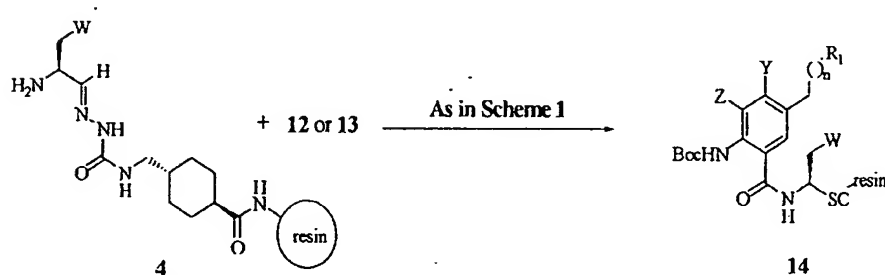 W
H
H₂N
N
NH
O
N
H
H
N
O
resin
4
+ 12 or 13
As in Scheme 1
R₁
( )n
Y
Z
W
BocHN
O
N
H
SC
resin
14